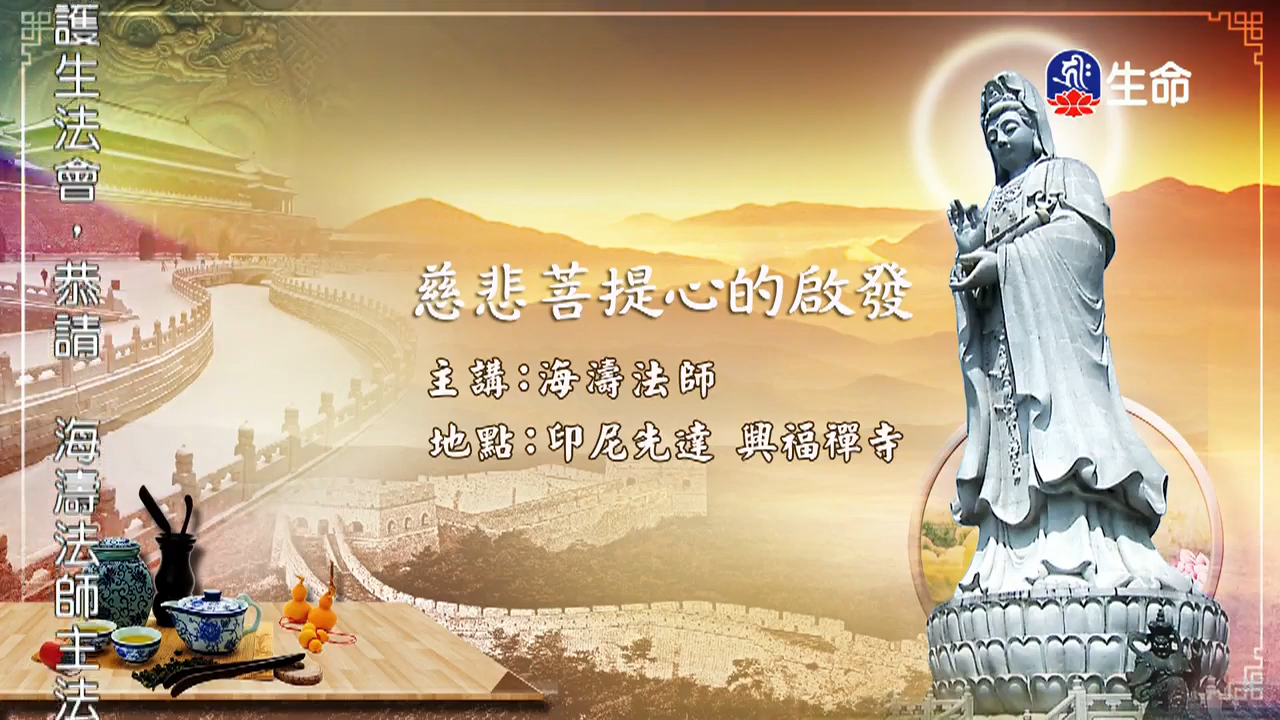 護生法會，恭請 海濤法師主法
生命
慈悲菩提心的啟發
主講：海濤法師
地點：印尼先達 興福禪寺